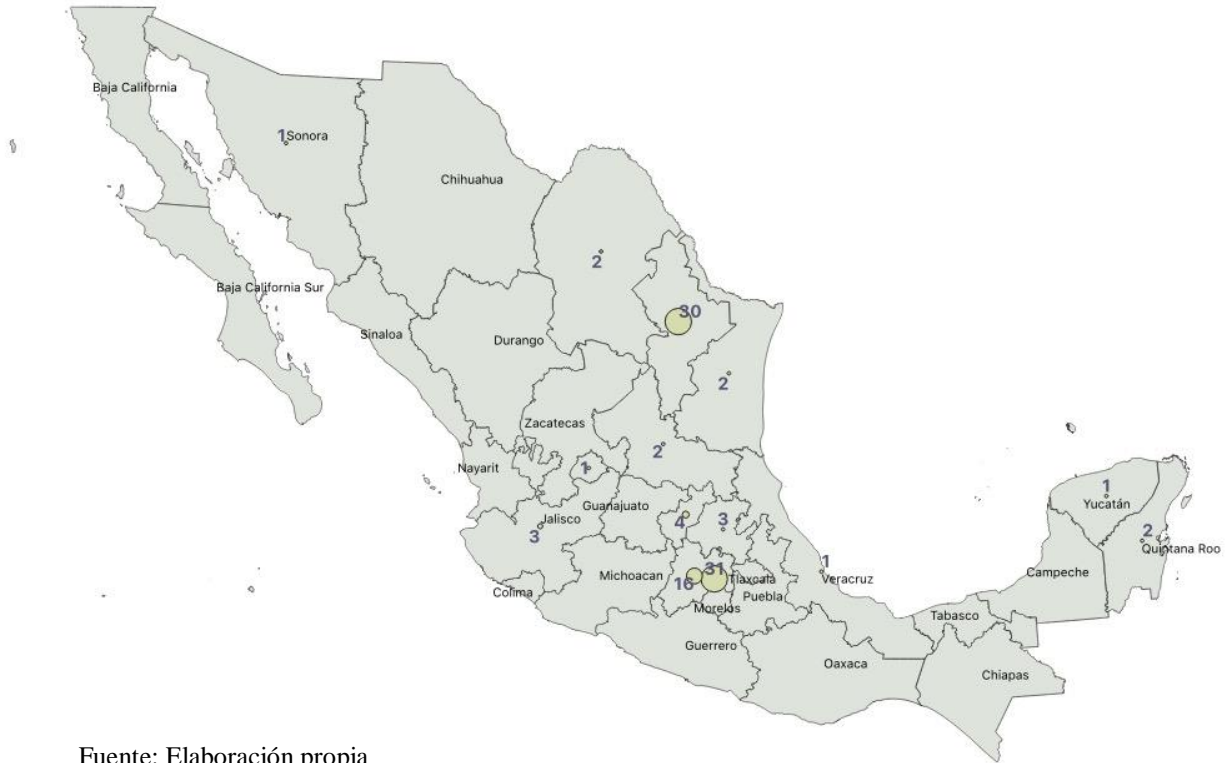 Baja California
1 Sonora
Chihuahua
2
Baja California Sur
30
Sinaloa
Durango
2
Zacatecas
2
Nayarit
1
1
Yucatán
Guanajuato
Jalisco
3
4
3
2
Quintana Roo
1
Veracruz
Michoacan
16
31
Tlaxcala
Campeche
Colima
Puebla
Morelos
Tabasco
Guerrero
Oaxaca
Chiapas
Fuente: Elaboración propia